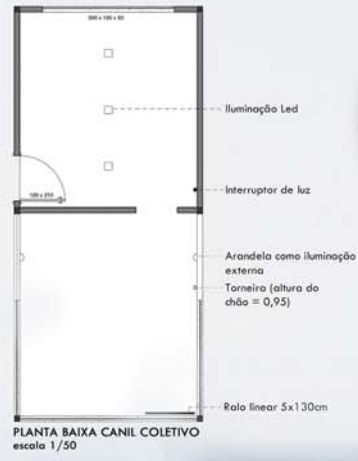 200 x 150 x 50
Iluminação Led
Interruptor de luz
100 x 210
Arandela como iluminação
externa
Torneira (altura do
chão = 0,95)
Ralo linear 5x130cm
PLANTA BAIXA CANIL COLETIVO
escala 1/50